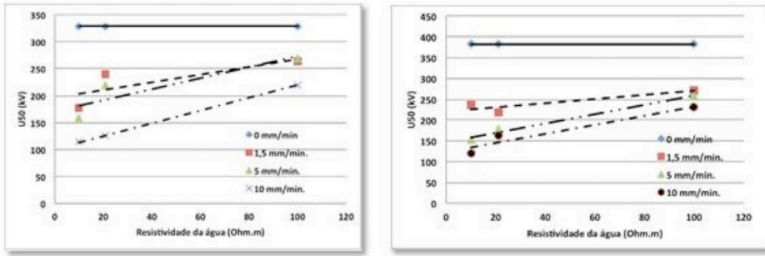 350
300
250
200
150
100
50
0
U50 (kV)
0 20 40 60 80 100 120
Resistividade da água (Ohm.m)
0 mm/min
1,5 mm/min.
5 mm/min.
10 mm/min.
450
400
350
300
250
200
150
100
50
0
U50 (kV)
0 20 40 60 80 100 120
Resistividade da água (Ohm.m)
0 mm/min
1,5 mm/min.
5 mm/min.
10 mm/min.